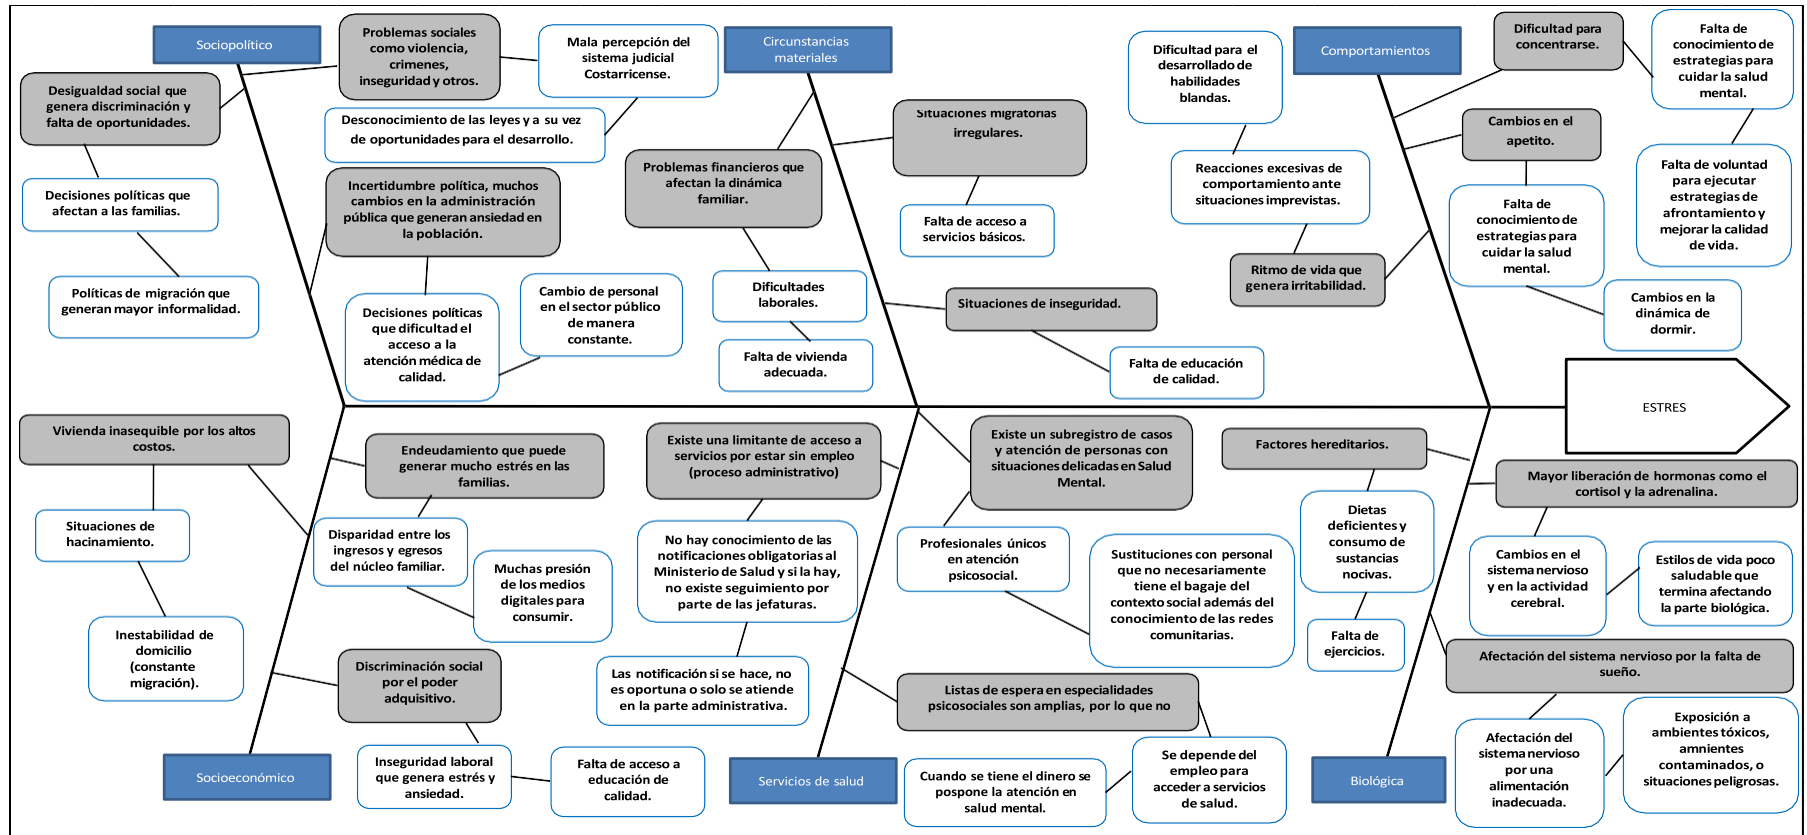 Sociopolítico
Problemas sociales
como violencia,
crimenes,
inseguridad y otros.
Mala percepción del
sistema judicial
Costarricense.
Desconocimiento de las leyes y a su vez
de oportunidades para el desarrollo.
Desigualdad social que
genera discriminación y
falta de oportunidades.
Decisiones políticas que
afectan a las familias.
Políticas de migración que
generan mayor informalidad.
Incertidumbre política, muchos
cambios en la administración
pública que generan ansiedad en
la población.
Decisiones políticas
que dificultad el
acceso a la
atención médica de
calidad.
Cambio de personal
en el sector público
de manera
constante.
Circunstancias
materiales
Problemas financieros que
afectan la dinámica
familiar.
Dificultades
laborales.
Falta de vivienda
adecuada.
Situaciones migratorias
irregulares.
Falta de acceso a
servicios básicos.
Situaciones de inseguridad.
Falta de educación
de calidad.
Comportamientos
Dificultad para el
desarrollado de
habilidades
blandas.
Reacciones excesivas de
comportamiento ante
situaciones imprevistas.
Ritmo de vida que
genera irritabilidad.
Dificultad para
concentrarse.
Falta de
conocimiento de
estrategias para
cuidar la salud
mental.
Falta de voluntad
para ejecutar
estrategias de
afrontamiento y
mejorar la calidad
de vida.
Cambios en el
apetito.
Falta de
conocimiento de
estrategias para
cuidar la salud
mental.
Cambios en la
dinámica de
dormir.
ESTRES
Vivienda inasequible por los altos
costos.
Situaciones de
hacinamiento.
Inestabilidad de
domicilio
(constante
migración).
Endeudamiento que puede
generar mucho estrés en las
familias.
Disparidad entre los
ingresos y egresos
del núcleo familiar.
Muchas presión
de los medios
digitales para
consumir.
Discriminación social
por el poder
adquisitivo.
Inseguridad laboral
que genera estrés y
ansiedad.
Falta de acceso a
educación de
calidad.
Socioeconómico
Existe una limitante de acceso a
servicios por estar sin empleo
(proceso administrativo)
No hay conocimiento de las
notificaciones obligatorias al
Ministerio de Salud y si la hay,
no existe seguimiento por
parte de las jefaturas.
Las notificación si se hace, no
es oportuna o solo se atiende
en la parte administrativa.
Existe un subregistro de casos
y atención de personas con
situaciones delicadas en Salud
Mental.
Profesionales únicos
en atención
psicosocial.
Sustituciones con personal
que no necesariamente
tiene el bagaje del
contexto social además del
conocimiento de las redes
comunitarias.
Listas de espera en especialidades
psicosociales son amplias, por lo que no
Se depende del
empleo para
acceder a servicios
de salud.
Cuando se tiene el dinero se
pospone la atención en
salud mental.
Servicios de salud
Factores hereditarios.
Dietas
deficientes y
consumo de
sustancias
nocivas.
Falta de
ejercicios.
Mayor liberación de hormonas como el
cortisol y la adrenalina.
Cambios en el
sistema nervioso
y en la actividad
cerebral.
Estilos de vida poco
saludable que
termina afectando
la parte biológica.
Afectación del sistema nervioso por la falta de
sueño.
Afectación del
sistema nervioso
por una
alimentación
inadecuada.
Exposición a
ambientes tóxicos,
amnientes
contaminados, o
situaciones peligrosas.
Biológica